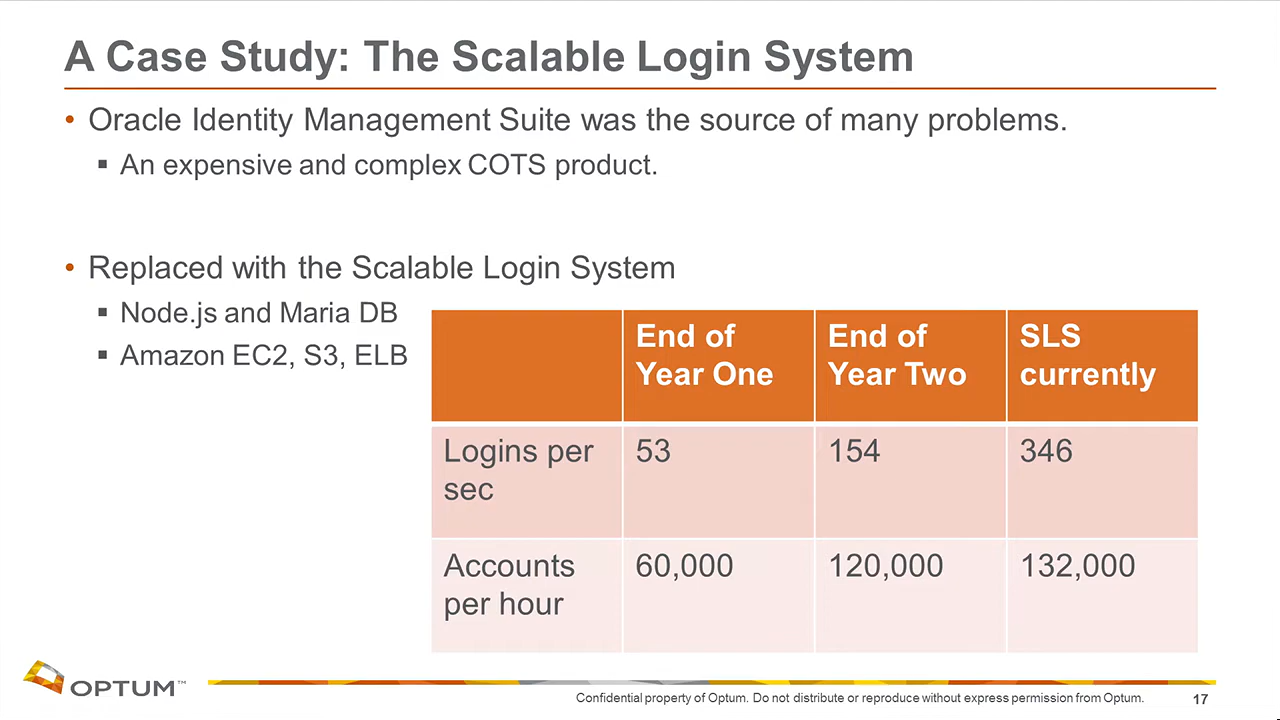 A Case Study: The Scalable Login System
• Oracle Identity Management Suite was the source of many problems.
▪ An expensive and complex COTS product.
• Replaced with the Scalable Login System
▪ Node.js and Maria DB
▪ Amazon EC2, S3, ELB
End of Year One
End of Year Two
SLS currently
Logins per sec
53
154
346
Accounts per hour
60,000
120,000
132,000
OPTUM™
Confidential property of Optum. Do not distribute or reproduce without express permission from Optum.
17